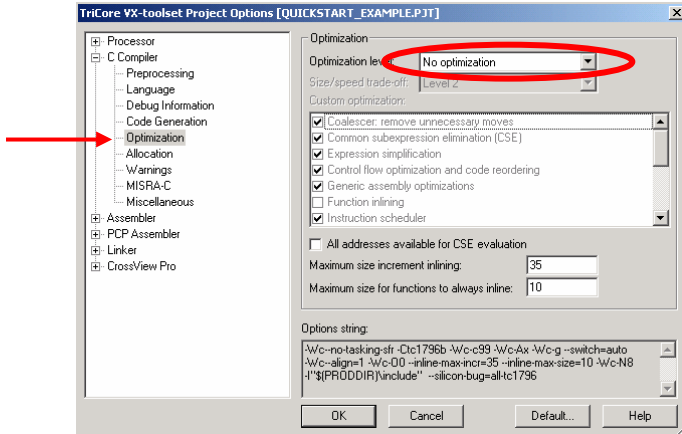 TriCore VX-toolset Project Options [QUICKSTART_EXAMPLE.PJT]
Processor
C Compiler
Preprocessing
Language
Debug Information
Code Generation
Optimization
Allocation
Warnings
MISRA-C
Miscellaneous
Assembler
PCP Assembler
Linker
CrossView Pro
Optimization
Optimization level:
No optimization
Size/speed trade-off:
Level 2
Custom optimization:
Coalescer: remove unnecessary moves
Common subexpression elimination (CSE)
Expression simplification
Control flow optimization and code reordering
Generic assembly optimizations
Function inlining
Instruction scheduler
All addresses available for CSE evaluation
Maximum size increment inlining:
35
Maximum size for functions to always inline:
10
Options string:
-Wc--no-tasking-sfr -Ctc1796b -Wc-c99 -Wc-Ax -Wc-g --switch=auto
-Wc--align=1 -Wc-O0 --inline-max-incr=35 --inline-max-size=10 -Wc-N8
-I"$(PRODDIR)\include" --silicon-bug=all-tc1796
OK
Cancel
Default...
Help